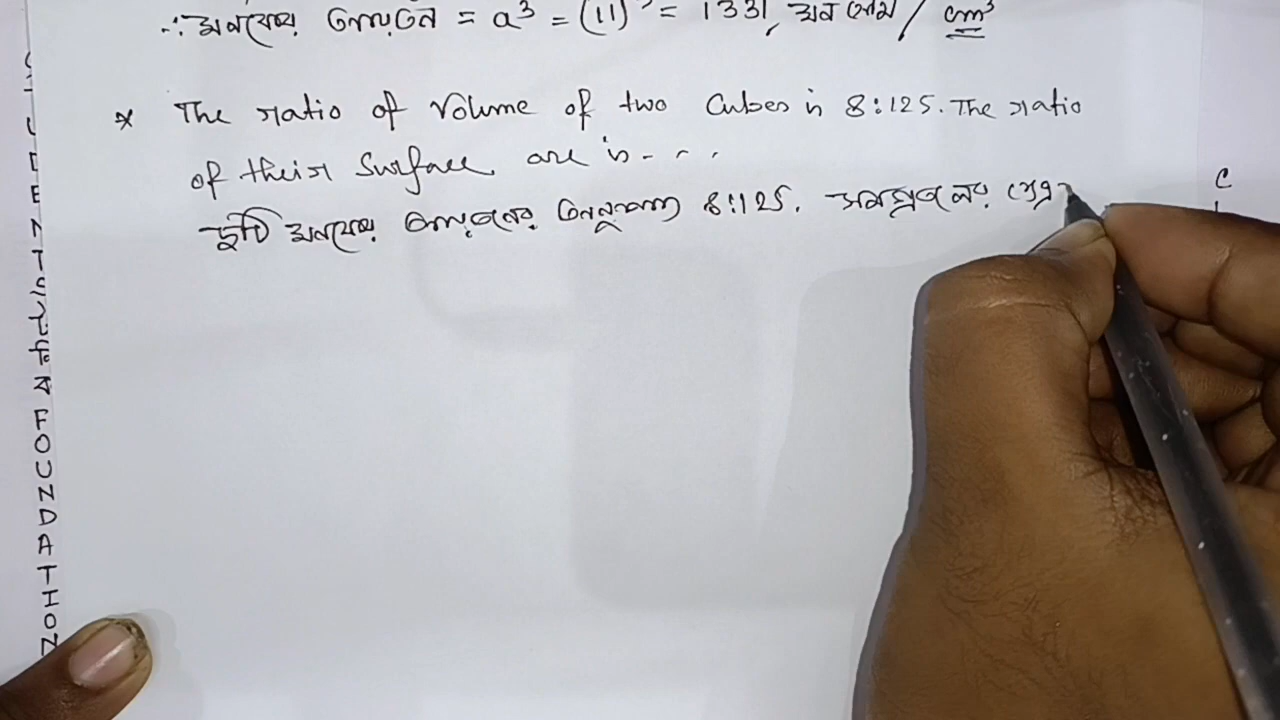 ∴ ঘনকের আয়তন = a³ = (11)³ = 1331, ঘন সেমি / cm³
* The ratio of Volume of two Cubes is 8:125. The ratio
of their Surface are is - - -
দুটি ঘনকের আয়তনের অনুপাত 8:125.
C
FOUNDATION